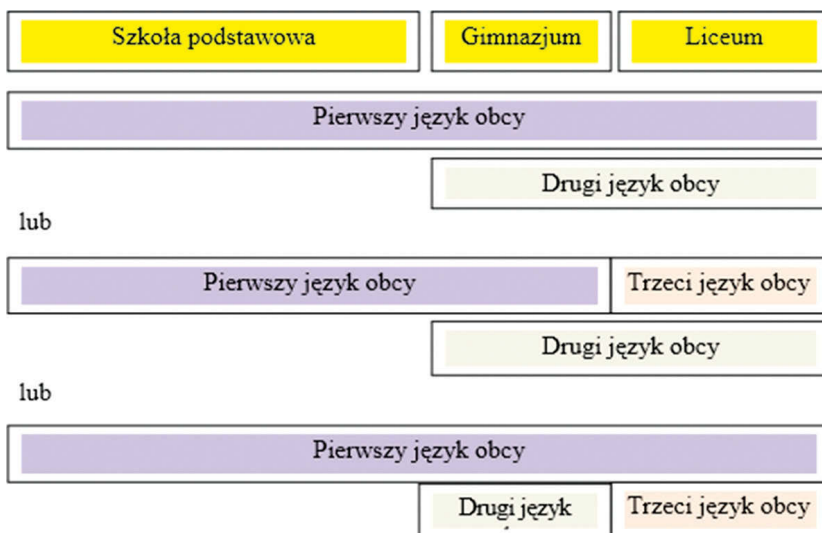 Szkoła podstawowa Gimnazjum Liceum
Pierwszy język obcy
Drugi język obcy
lub
Pierwszy język obcy Trzeci język obcy
Drugi język obcy
lub
Pierwszy język obcy
Drugi język Trzeci język obcy